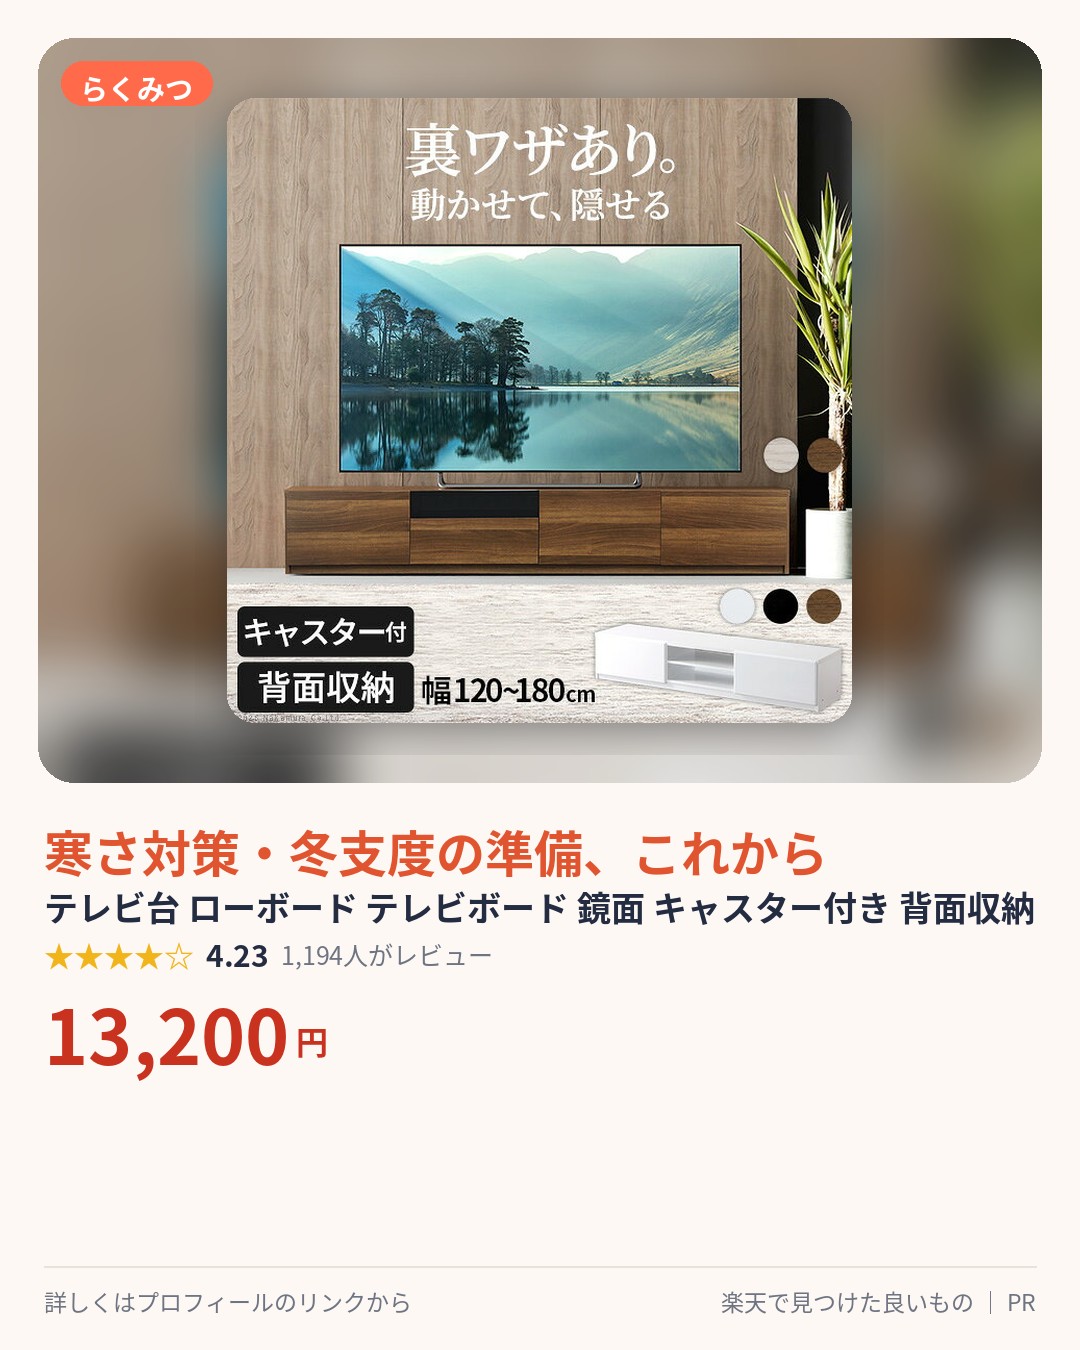 らくみつ
裏ワザあり。
動かせて、隠せる
キャスター付
背面収納
幅120~180cm
寒さ対策・冬支度の準備、これから
テレビ台 ローボード テレビボード 鏡面 キャスター付き 背面収納
★★★★☆ 4.23 1,194人がレビュー
13,200円
詳しくはプロフィールのリンクから
楽天で見つけた良いもの｜PR